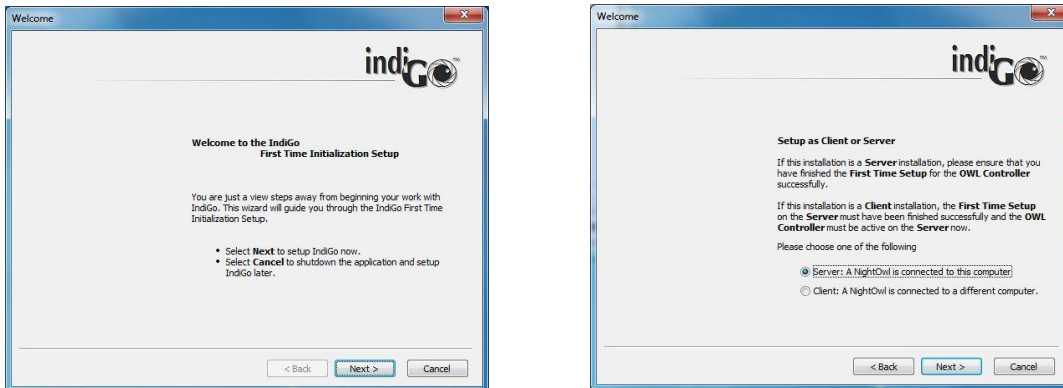 Welcome
indiGo™
Welcome to the IndiGo
First Time Initialization Setup
You are just a view steps away from beginning your work with
IndiGo. This wizard will guide you through the IndiGo First Time
Initialization Setup.
• Select Next to setup IndiGo now.
• Select Cancel to shutdown the application and setup
IndiGo later.
< Back Next > Cancel
Welcome
indiGo™
Setup as Client or Server
If this installation is a Server installation, please ensure that you
have finished the First Time Setup for the OWL Controller
successfully.
If this installation is a Client installation, the First Time Setup
on the Server must have been finished successfully and the OWL
Controller must be active on the Server now.
Please choose one of the following
Server: A NightOwl is connected to this computer
Client: A NightOwl is connected to a different computer.
< Back Next > Cancel